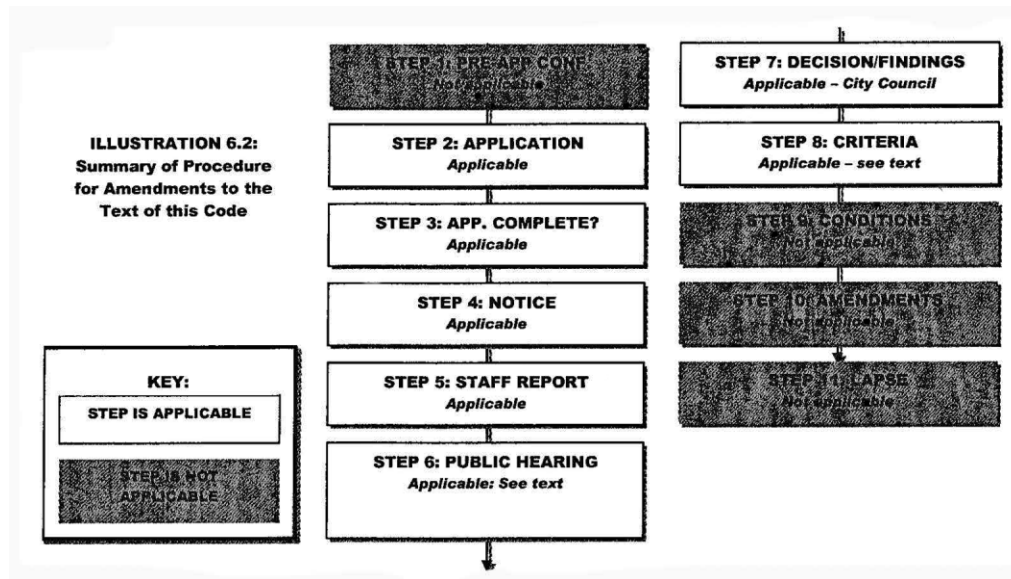 ILLUSTRATION 6.2:
Summary of Procedure
for Amendments to the
Text of this Code
KEY:
STEP IS APPLICABLE
STEP IS NOT
APPLICABLE
STEP 1: PRE-APP CONF.
Not applicable
STEP 2: APPLICATION
Applicable
STEP 3: APP. COMPLETE?
Applicable
STEP 4: NOTICE
Applicable
STEP 5: STAFF REPORT
Applicable
STEP 6: PUBLIC HEARING
Applicable: See text
STEP 7: DECISION/FINDINGS
Applicable – City Council
STEP 8: CRITERIA
Applicable – see text
STEP 9: CONDITIONS
Not applicable
STEP 10: AMENDMENTS
Not applicable
STEP 11: LAPSE
Not applicable